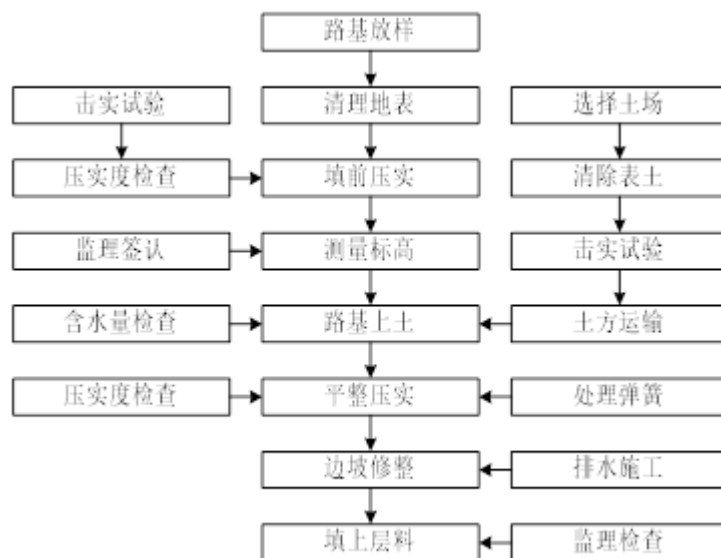 路基放样
击实试验
清理地表
选择土场
压实度检查
填前压实
清除表土
监理签认
测量标高
击实试验
含水量检查
路基上土
土方运输
压实度检查
平整压实
处理弹簧
边坡修整
排水施工
填上层料
监理检查